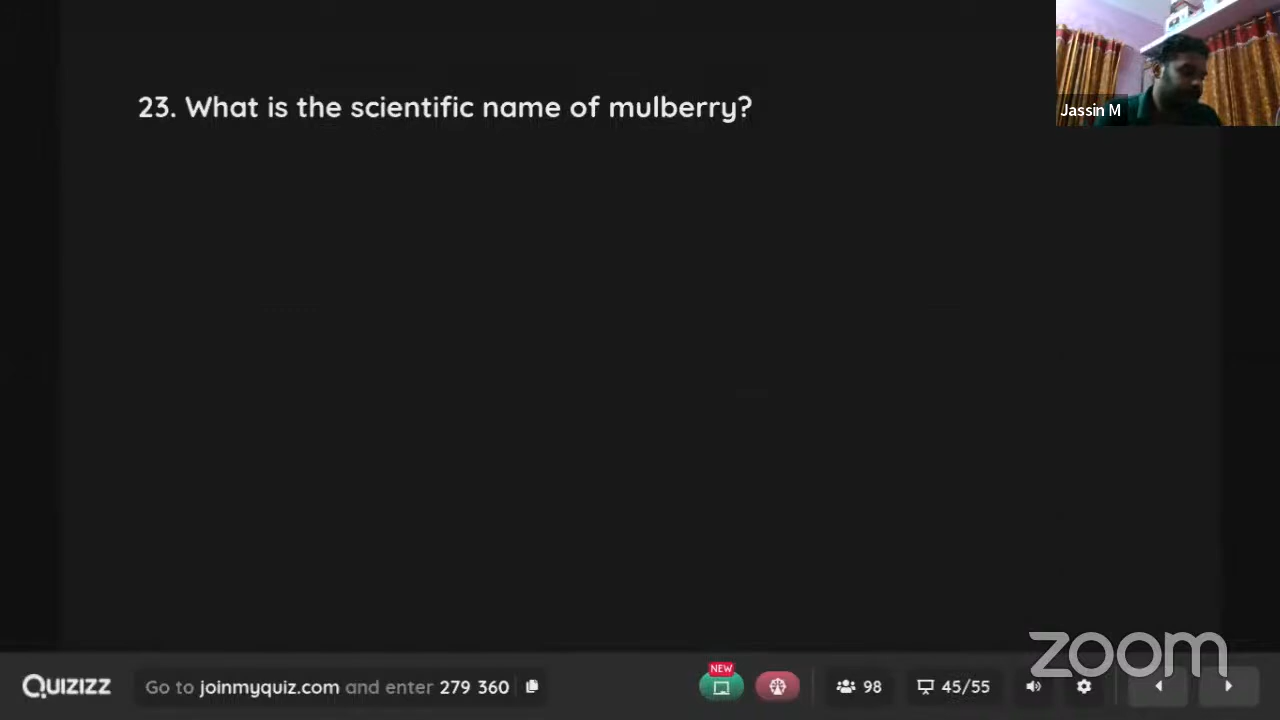 23. What is the scientific name of mulberry?
Jassin M
NEW
QUIZIZZ
Go to joinmyquiz.com and enter 279 360
98
45/55
zoom